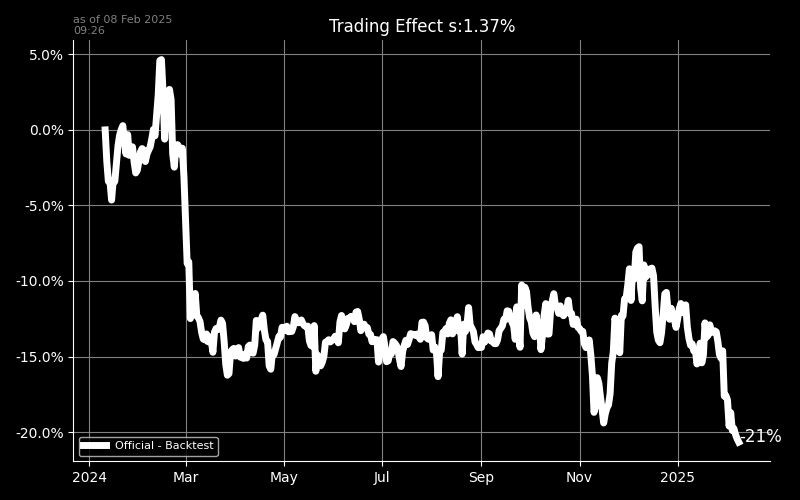 as of 08 Feb 2025
09:26
Trading Effect s:1.37%
5.0%
0.0%
-5.0%
-10.0%
-15.0%
-20.0%
-21%
Official - Backtest
2024 Mar May Jul Sep Nov 2025